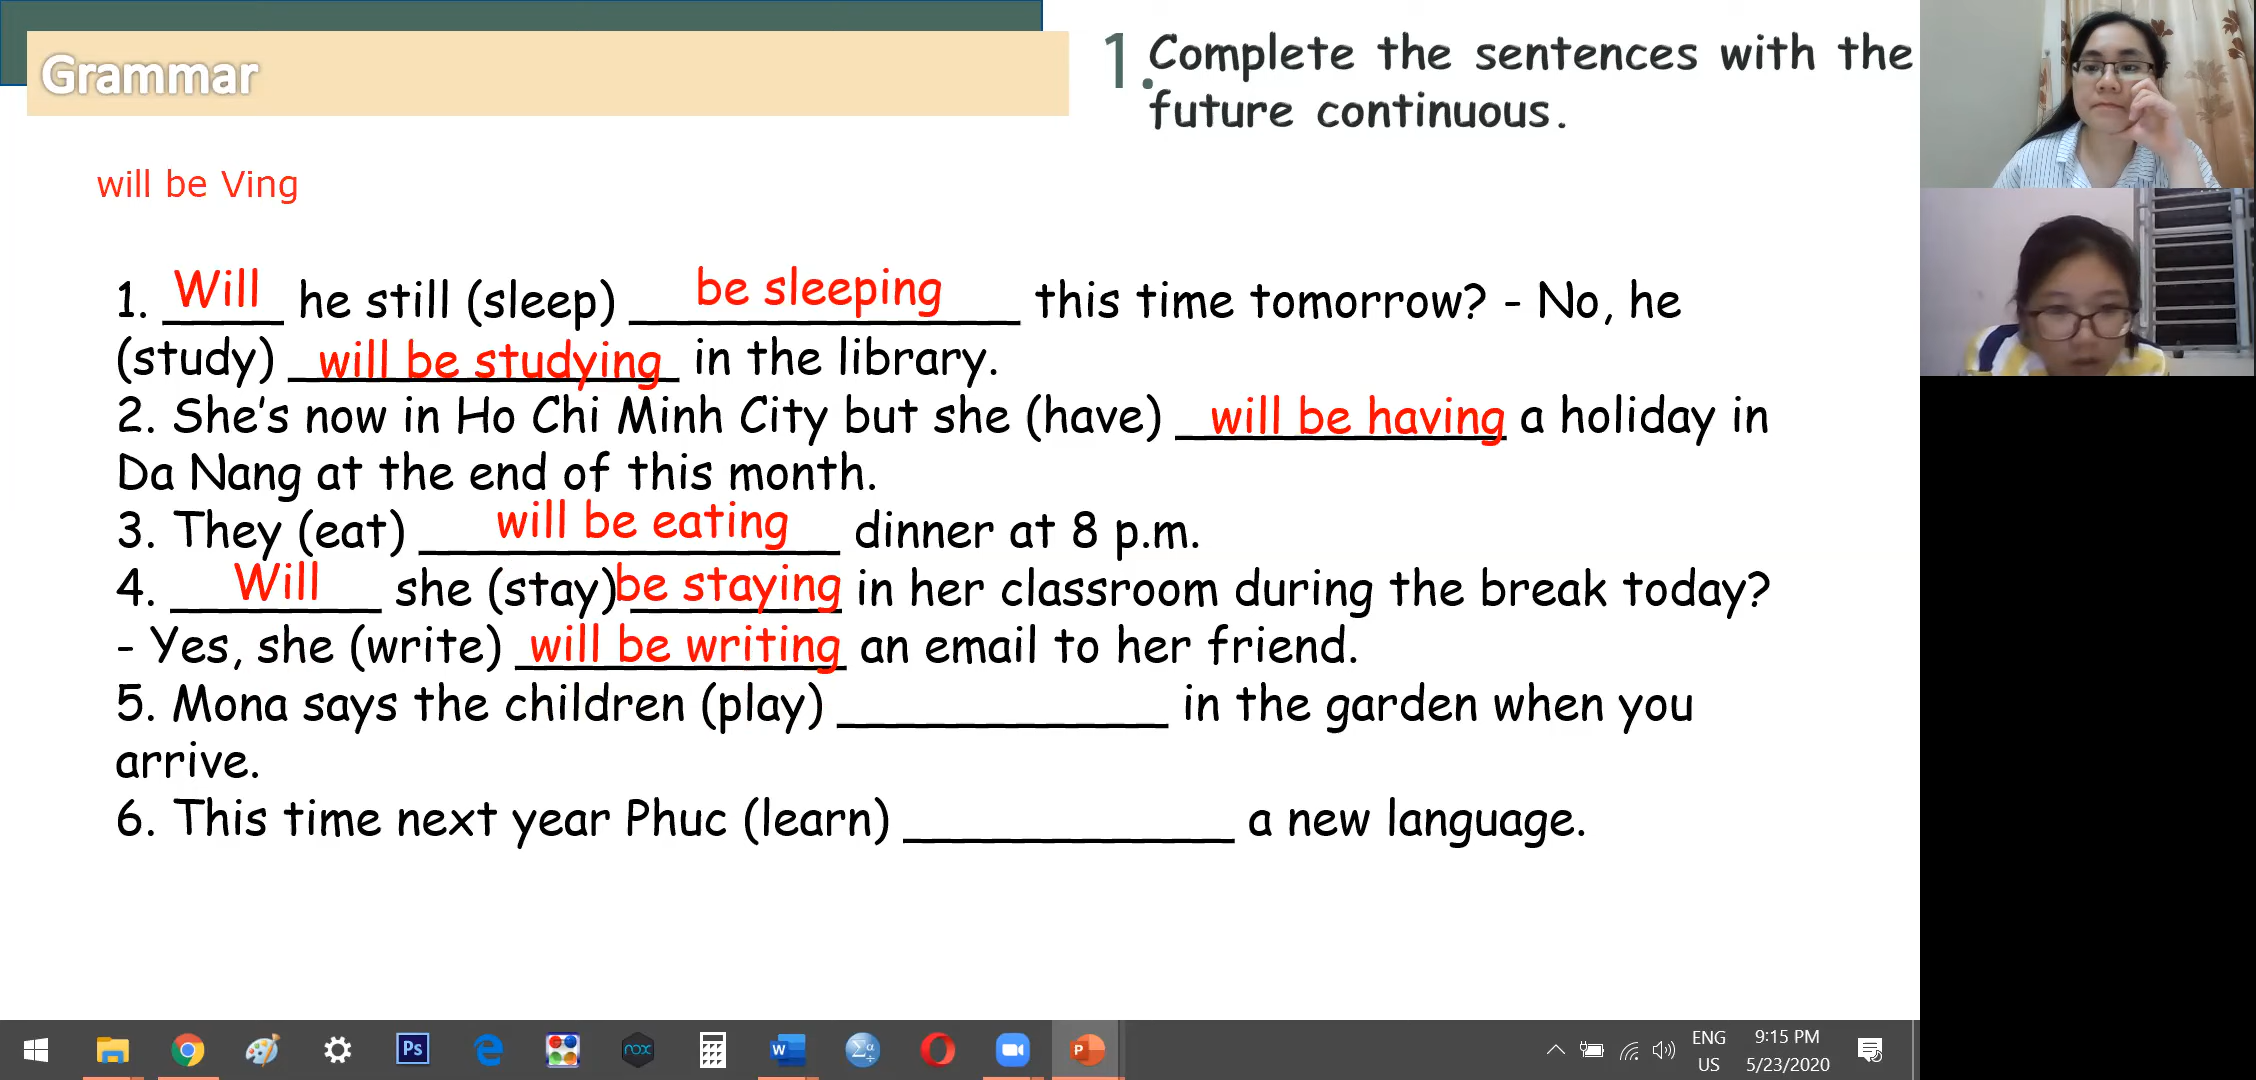 Grammar
1. Complete the sentences with the
future continuous.
will be Ving
1. Will he still (sleep) be sleeping this time tomorrow? - No, he
(study) will be studying in the library.
2. She's now in Ho Chi Minh City but she (have) will be having a holiday in
Da Nang at the end of this month.
3. They (eat) will be eating dinner at 8 p.m.
4. Will she (stay) be staying in her classroom during the break today?
- Yes, she (write) will be writing an email to her friend.
5. Mona says the children (play) ___________ in the garden when you
arrive.
6. This time next year Phuc (learn) ___________ a new language.
Ps
nox
W
Σα
P
ENG
US
9:15 PM
5/23/2020